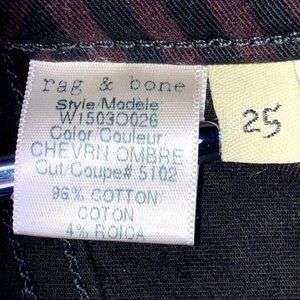 rag & bone
Style/Modele
W1503O026
Color/Couleur
CHEVRN OMBRE
Cut/Coupe# 5102
96% COTTON
COTON
4% ROICA
25